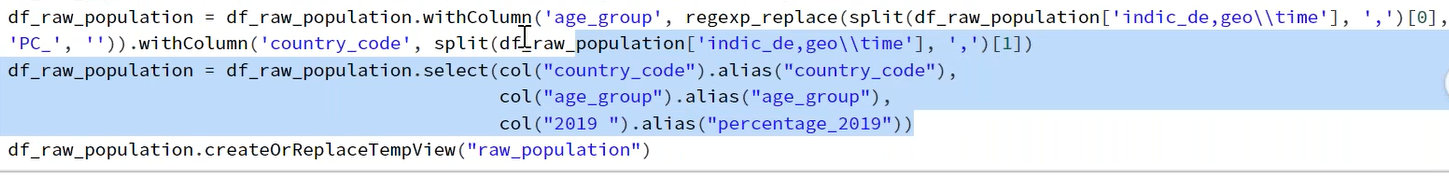 df_raw_population = df_raw_population.withColumn('age_group', regexp_replace(split(df_raw_population['indic_de,geo\\time'], ',')[0],
'PC_', '')).withColumn('country_code', split(df_raw_population['indic_de,geo\\time'], ',')[1])
df_raw_population = df_raw_population.select(col("country_code").alias("country_code"),
col("age_group").alias("age_group"),
col("2019 ").alias("percentage_2019"))
df_raw_population.createOrReplaceTempView("raw_population")